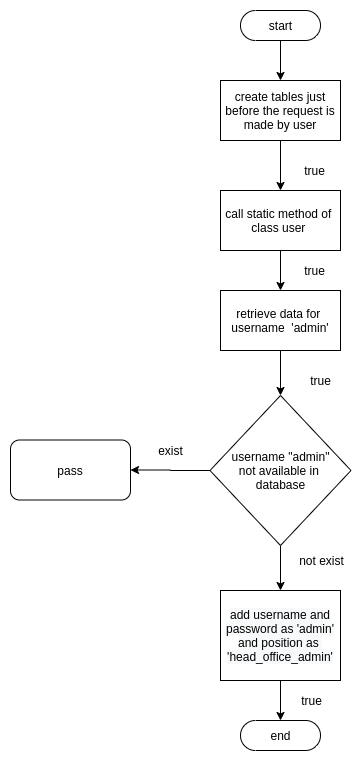 start
create tables just
before the request is
made by user
true
call static method of
class user
true
retrieve data for
username 'admin'
true
username "admin"
not available in
database
exist
pass
not exist
add username and
password as 'admin'
and position as
'head_office_admin'
true
end